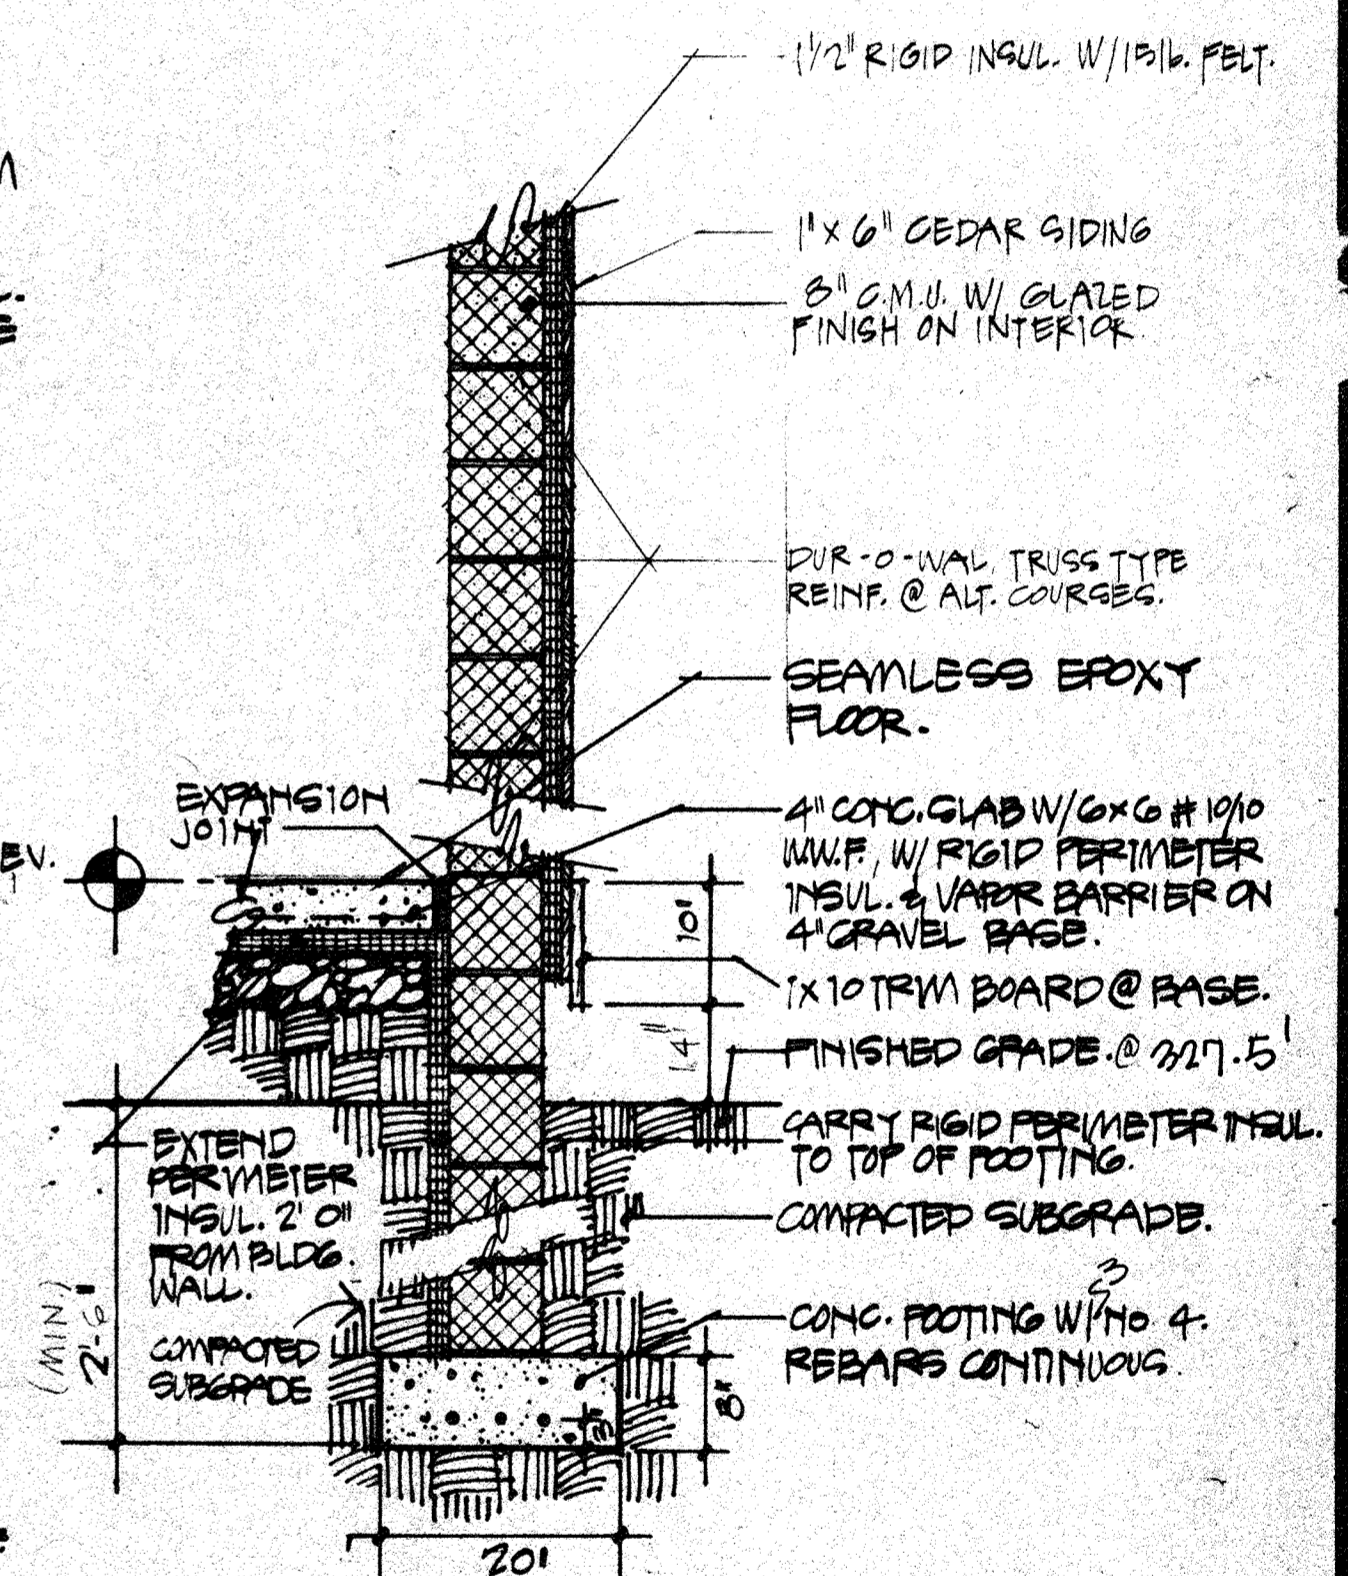 1 1/2" RIGID INSUL. W/15lb. FELT.
1" X 6" CEDAR SIDING
8" C.M.U. W/ GLAZED
FINISH ON INTERIOR.
DUR-O-WAL TRUSS TYPE
REINF. @ ALT. COURSES.
SEAMLESS EPOXY
FLOOR.
EXPANSION
JOINT
EV.
4" CONC. SLAB W/ 6x6 #10/10
W.W.F., W/ RIGID PERIMETER
INSUL. & VAPOR BARRIER ON
4" GRAVEL BASE.
10"
1X10 TRIM BOARD @ BASE.
14"
FINISHED GRADE @ 327.5'
CARRY RIGID PERIMETER INSUL.
TO TOP OF FOOTING.
COMPACTED SUBGRADE.
EXTEND
PERIMETER
INSUL. 2' 0"
FROM BLDG.
WALL.
COMPACTED
SUBGRADE
(MIN)
2'-6"
3
CONC. FOOTING W/ No 4.
REBARS CONTINUOUS.
8"
3"
20"